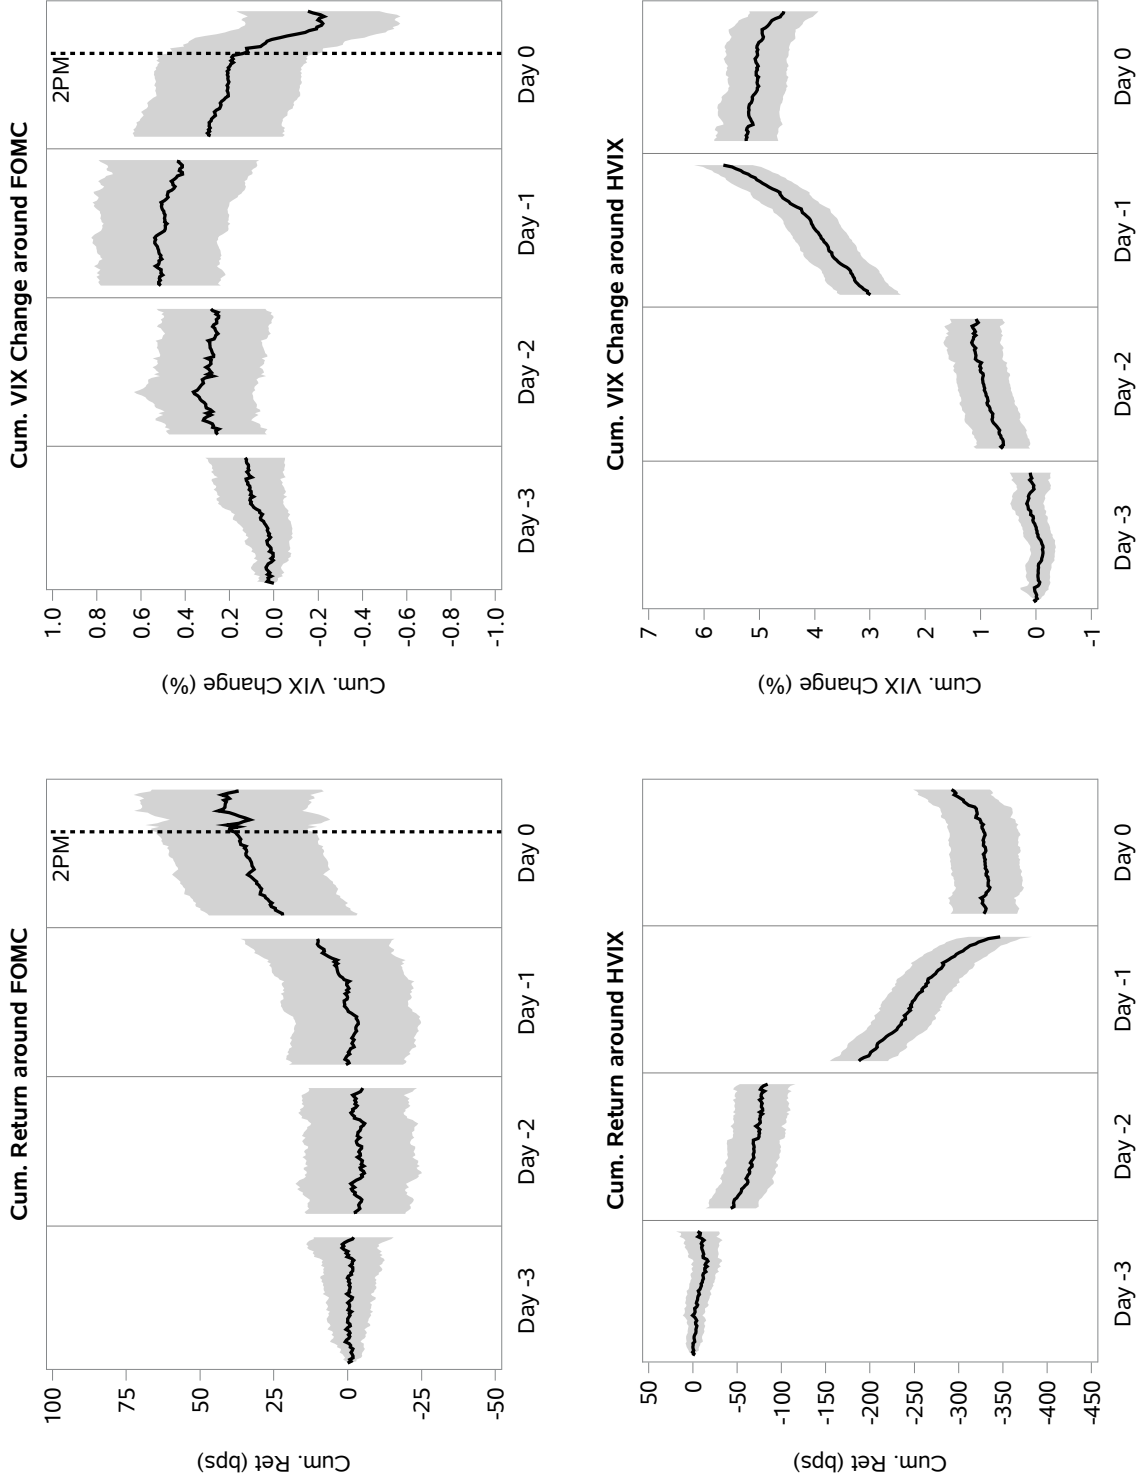 Cum. Return around FOMC
Cum. Ret (bps)
100
75
50
25
0
-25
-50
2PM
Day -3
Day -2
Day -1
Day 0
Cum. VIX Change around FOMC
Cum. VIX Change (%)
1.0
0.8
0.6
0.4
0.2
0.0
-0.2
-0.4
-0.6
-0.8
-1.0
2PM
Day -3
Day -2
Day -1
Day 0
Cum. Return around HVIX
Cum. Ret (bps)
50
0
-50
-100
-150
-200
-250
-300
-350
-400
-450
Day -3
Day -2
Day -1
Day 0
Cum. VIX Change around HVIX
Cum. VIX Change (%)
7
6
5
4
3
2
1
0
-1
Day -3
Day -2
Day -1
Day 0